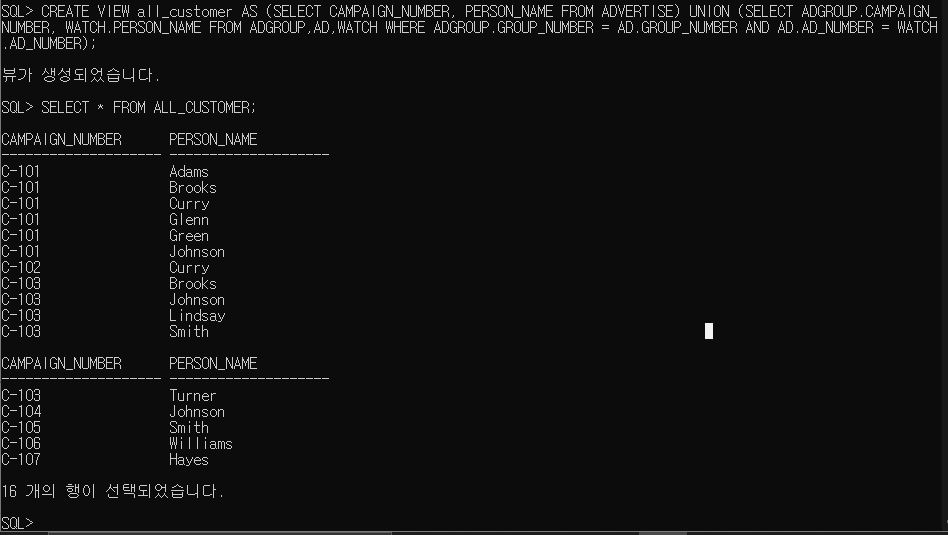 SQL> CREATE VIEW all_customer AS (SELECT CAMPAIGN_NUMBER, PERSON_NAME FROM ADVERTISE) UNION (SELECT ADGROUP.CAMPAIGN_
NUMBER, WATCH.PERSON_NAME FROM ADGROUP,AD,WATCH WHERE ADGROUP.GROUP_NUMBER = AD.GROUP_NUMBER AND AD.AD_NUMBER = WATCH
.AD_NUMBER);
뷰가 생성되었습니다.
SQL> SELECT * FROM ALL_CUSTOMER;
CAMPAIGN_NUMBER PERSON_NAME
-------------------- --------------------
C-101 Adams
C-101 Brooks
C-101 Curry
C-101 Glenn
C-101 Green
C-101 Johnson
C-102 Curry
C-103 Brooks
C-103 Johnson
C-103 Lindsay
C-103 Smith
CAMPAIGN_NUMBER PERSON_NAME
-------------------- --------------------
C-103 Turner
C-104 Johnson
C-105 Smith
C-106 Williams
C-107 Hayes
16 개의 행이 선택되었습니다.
SQL>